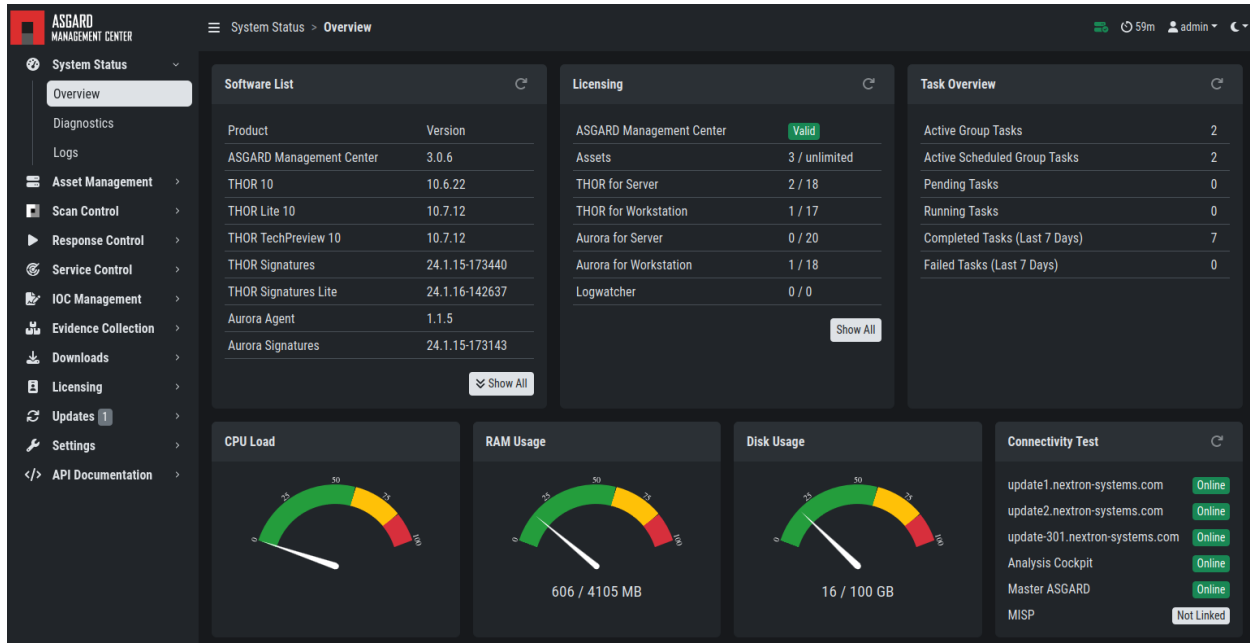 ASGARD
MANAGEMENT CENTER
System Status > Overview
59m admin
System Status
Overview
Diagnostics
Logs
Asset Management
Scan Control
Response Control
Service Control
IOC Management
Evidence Collection
Downloads
Licensing
Updates 1
Settings
API Documentation
Software List
Product Version
ASGARD Management Center 3.0.6
THOR 10 10.6.22
THOR Lite 10 10.7.12
THOR TechPreview 10 10.7.12
THOR Signatures 24.1.15-173440
THOR Signatures Lite 24.1.16-142637
Aurora Agent 1.1.5
Aurora Signatures 24.1.15-173143
Show All
Licensing
ASGARD Management Center Valid
Assets 3 / unlimited
THOR for Server 2 / 18
THOR for Workstation 1 / 17
Aurora for Server 0 / 20
Aurora for Workstation 1 / 18
Logwatcher 0 / 0
Show All
Task Overview
Active Group Tasks 2
Active Scheduled Group Tasks 2
Pending Tasks 0
Running Tasks 0
Completed Tasks (Last 7 Days) 7
Failed Tasks (Last 7 Days) 0
CPU Load
0 25 50 75 100
RAM Usage
0 25 50 75 100
606 / 4105 MB
Disk Usage
0 25 50 75 100
16 / 100 GB
Connectivity Test
update1.nextron-systems.com Online
update2.nextron-systems.com Online
update-301.nextron-systems.com Online
Analysis Cockpit Online
Master ASGARD Online
MISP Not Linked